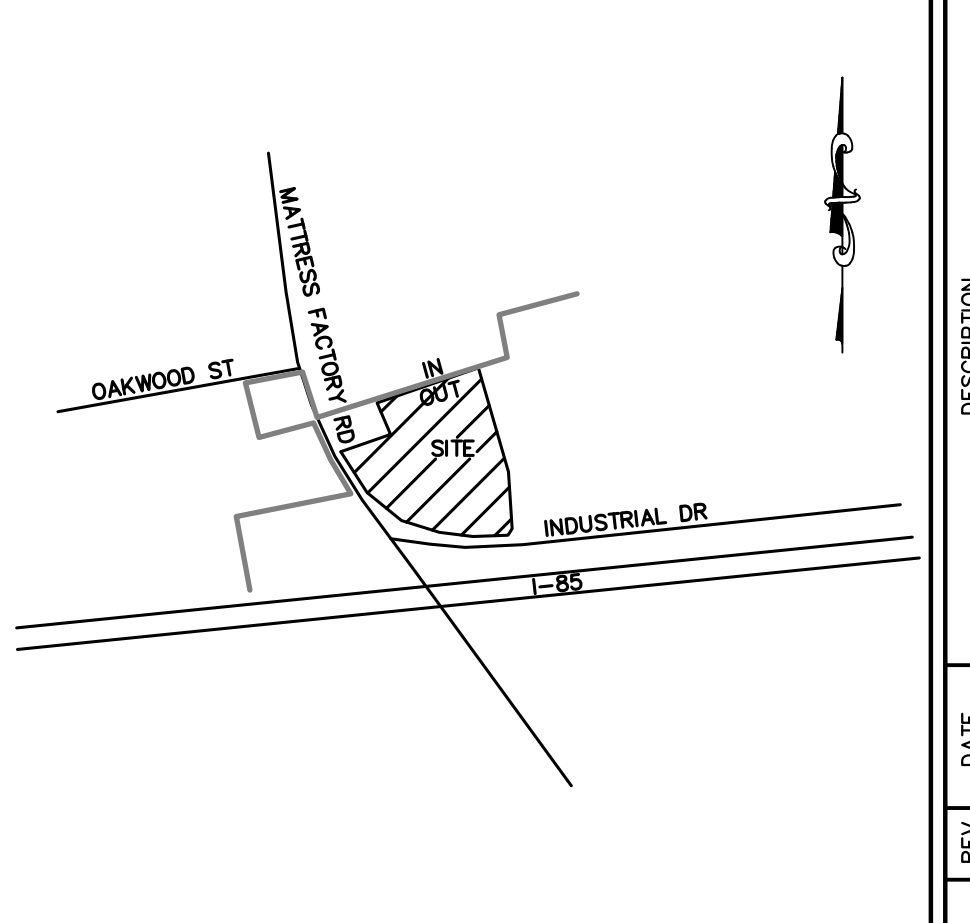 MATTRESS FACTORY RD
OAKWOOD ST
IN
OUT
SITE
INDUSTRIAL DR
I-85
DESCRIPTION
DATE
REV